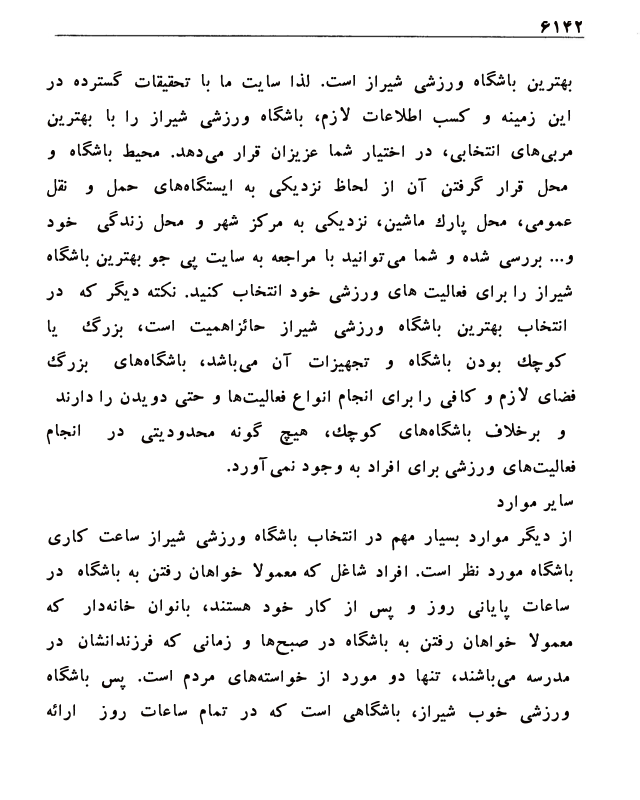 ۶۱۴۲
بهترین باشگاه ورزشی شیراز است. لذا سایت ما با تحقیقات گسترده در
این زمینه و کسب اطلاعات لازم، باشگاه ورزشی شیراز را با بهترین
مربی‌های انتخابی، در اختیار شما عزیزان قرار می‌دهد. محیط باشگاه و
محل قرار گرفتن آن از لحاظ نزدیکی به ایستگاه‌های حمل و نقل
عمومی، محل پارك ماشین، نزدیکی به مرکز شهر و محل زندگی خود
و... بررسی شده و شما می‌توانید با مراجعه به سایت پی جو بهترین باشگاه
شیراز را برای فعالیت های ورزشی خود انتخاب کنید. نکته دیگر که در
انتخاب بهترین باشگاه ورزشی شیراز حائزاهمیت است، بزرگ یا
کوچك بودن باشگاه و تجهیزات آن می‌باشد، باشگاه‌های بزرگ
فضای لازم و کافی را برای انجام انواع فعالیت‌ها و حتی دویدن را دارند
و برخلاف باشگاه‌های کوچك، هیچ گونه محدودیتی در انجام
فعالیت‌های ورزشی برای افراد به وجود نمی‌آورد.
سایر موارد
از دیگر موارد بسیار مهم در انتخاب باشگاه ورزشی شیراز ساعت کاری
باشگاه مورد نظر است. افراد شاغل که معمولا خواهان رفتن به باشگاه در
ساعات پایانی روز و پس از کار خود هستند، بانوان خانه‌دار که
معمولا خواهان رفتن به باشگاه در صبح‌ها و زمانی که فرزندانشان در
مدرسه می‌باشند، تنها دو مورد از خواسته‌های مردم است. پس باشگاه
ورزشی خوب شیراز، باشگاهی است که در تمام ساعات روز ارائه